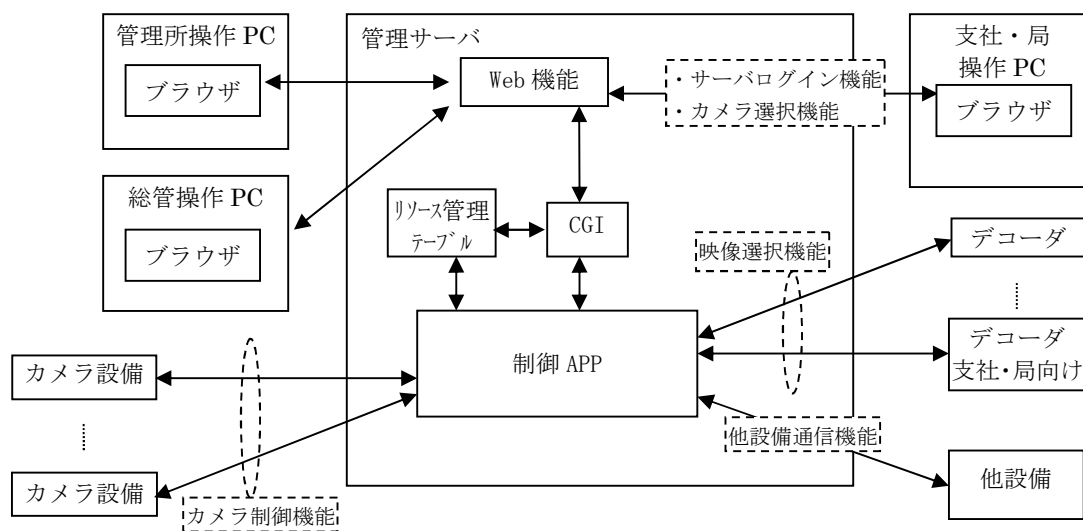 管理所操作 PC
ブラウザ
総管操作 PC
ブラウザ
管理サーバ
Web 機能
・サーバログイン機能
・カメラ選択機能
支社・局
操作 PC
ブラウザ
ﾘｿｰｽ管理
ﾃｰﾌﾞﾙ
CGI
映像選択機能
デコーダ
デコーダ
支社・局向け
制御 APP
カメラ設備
カメラ設備
カメラ制御機能
他設備通信機能
他設備